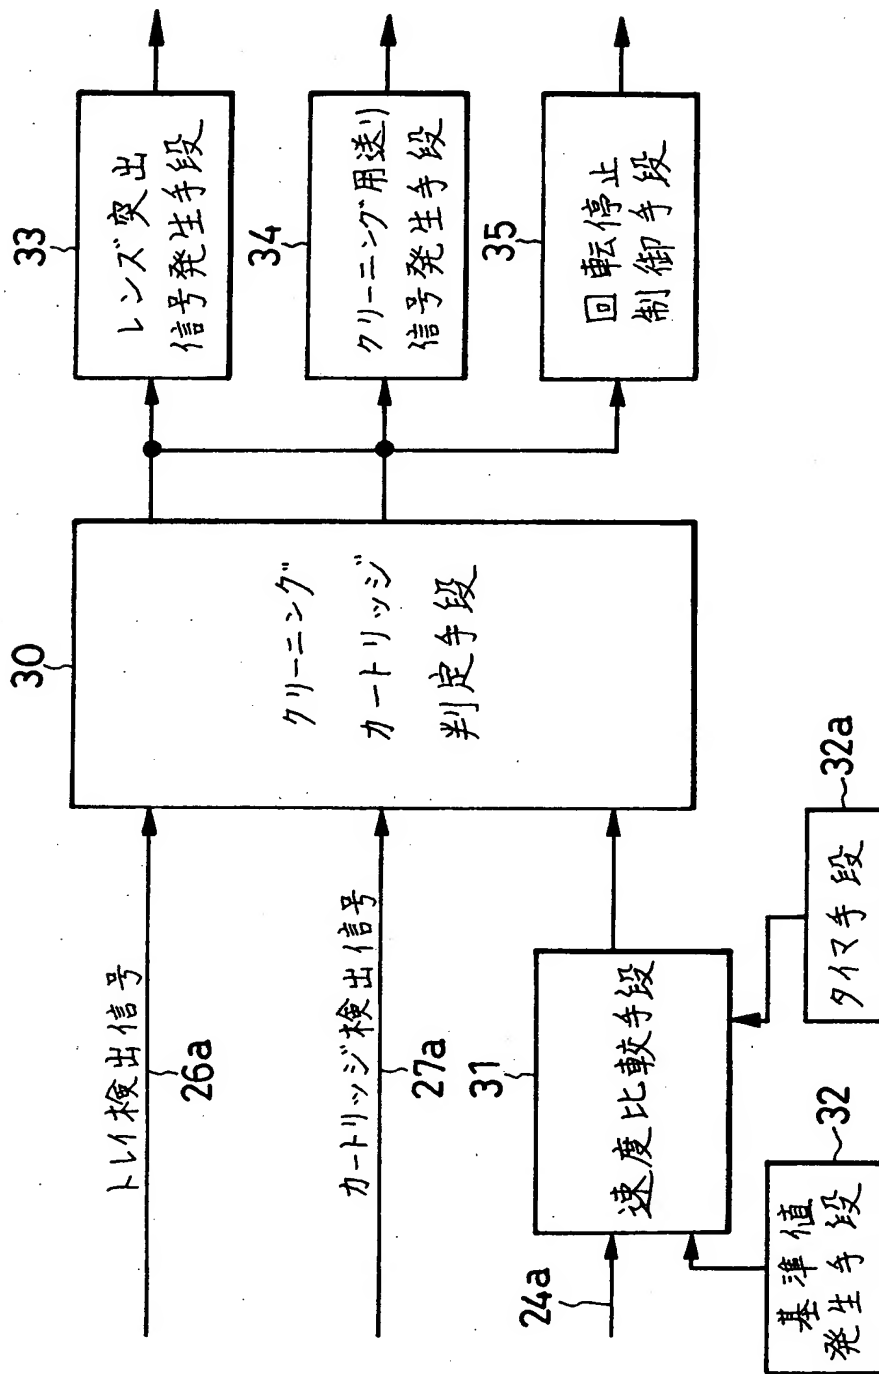 トレイ検出信号
26a
カートリッジ検出信号
27a
24a
31
速度比較手段
32
基準値
発生手段
32a
タイマ手段
30
クリーニング
カートリッジ
判定手段
33
レンズ突出
信号発生手段
34
クリーニング用送り
信号発生手段
35
回転停止
制御手段